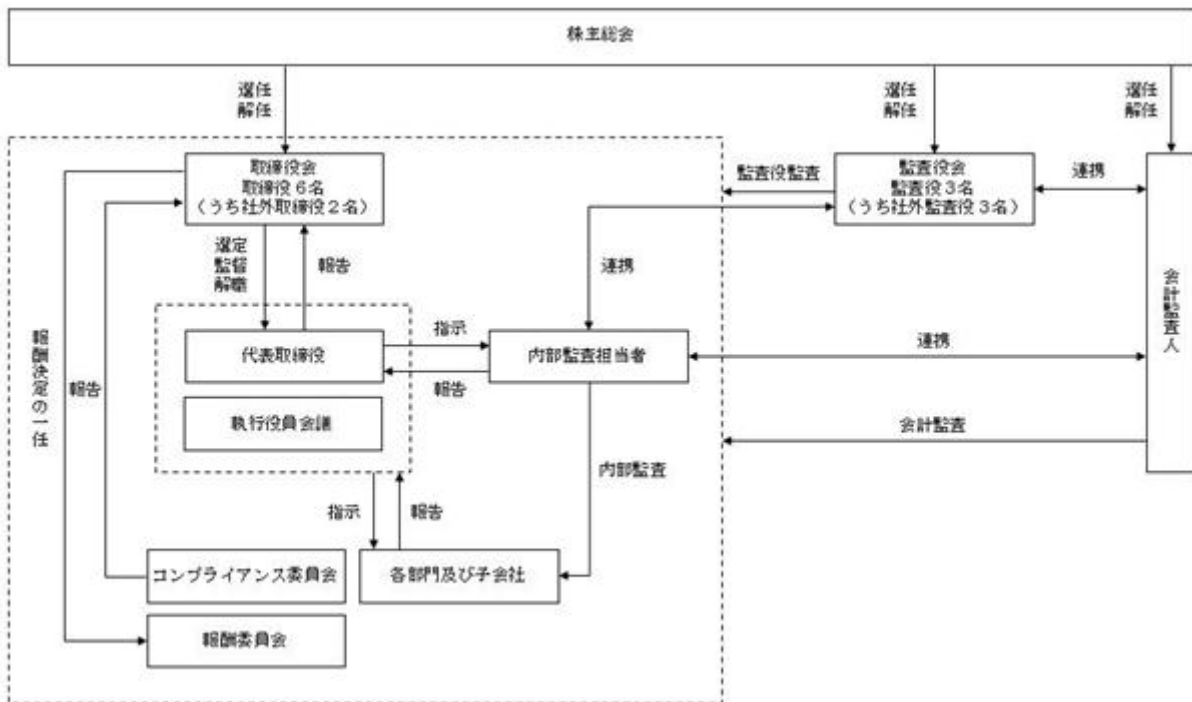 株主総会
選任
解任
選任
解任
選任
解任
取締役会
取締役6名
(うち社外取締役2名)
監査役監査
監査役会
監査役3名
(うち社外監査役3名)
連携
選定
監督
解職
報告
連携
会計監査人
報酬決定の一任
報告
代表取締役
指示
報告
内部監査担当者
連携
執行役員会議
会計監査
内部監査
指示
報告
コンプライアンス委員会
各部門及び子会社
報酬委員会